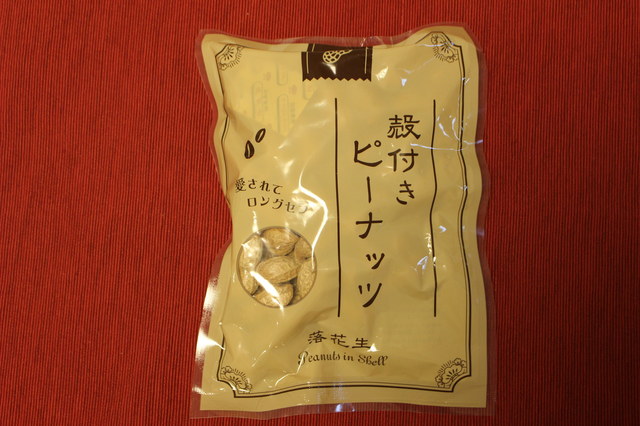 殻付き
ピーナッツ
愛されて
ロングセラ
落花生
Peanuts in Shell